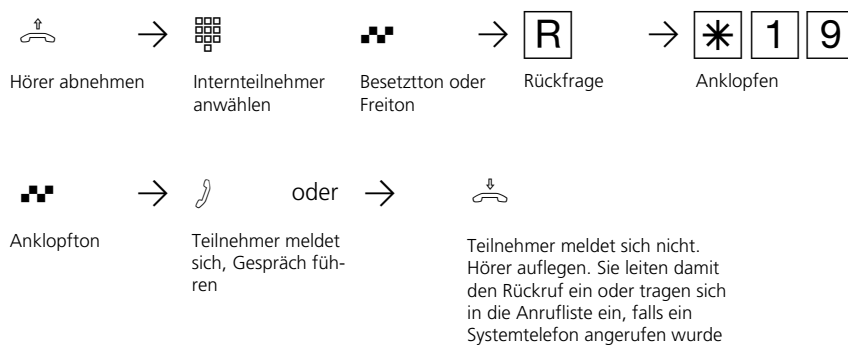 R
✱ 1 9
Hörer abnehmen
Internteilnehmer
anwählen
Besetztton oder
Freiton
Rückfrage
Anklopfen
oder
Anklopfton
Teilnehmer meldet
sich, Gespräch füh-
ren
Teilnehmer meldet sich nicht.
Hörer auflegen. Sie leiten damit
den Rückruf ein oder tragen sich
in die Anrufliste ein, falls ein
Systemtelefon angerufen wurde